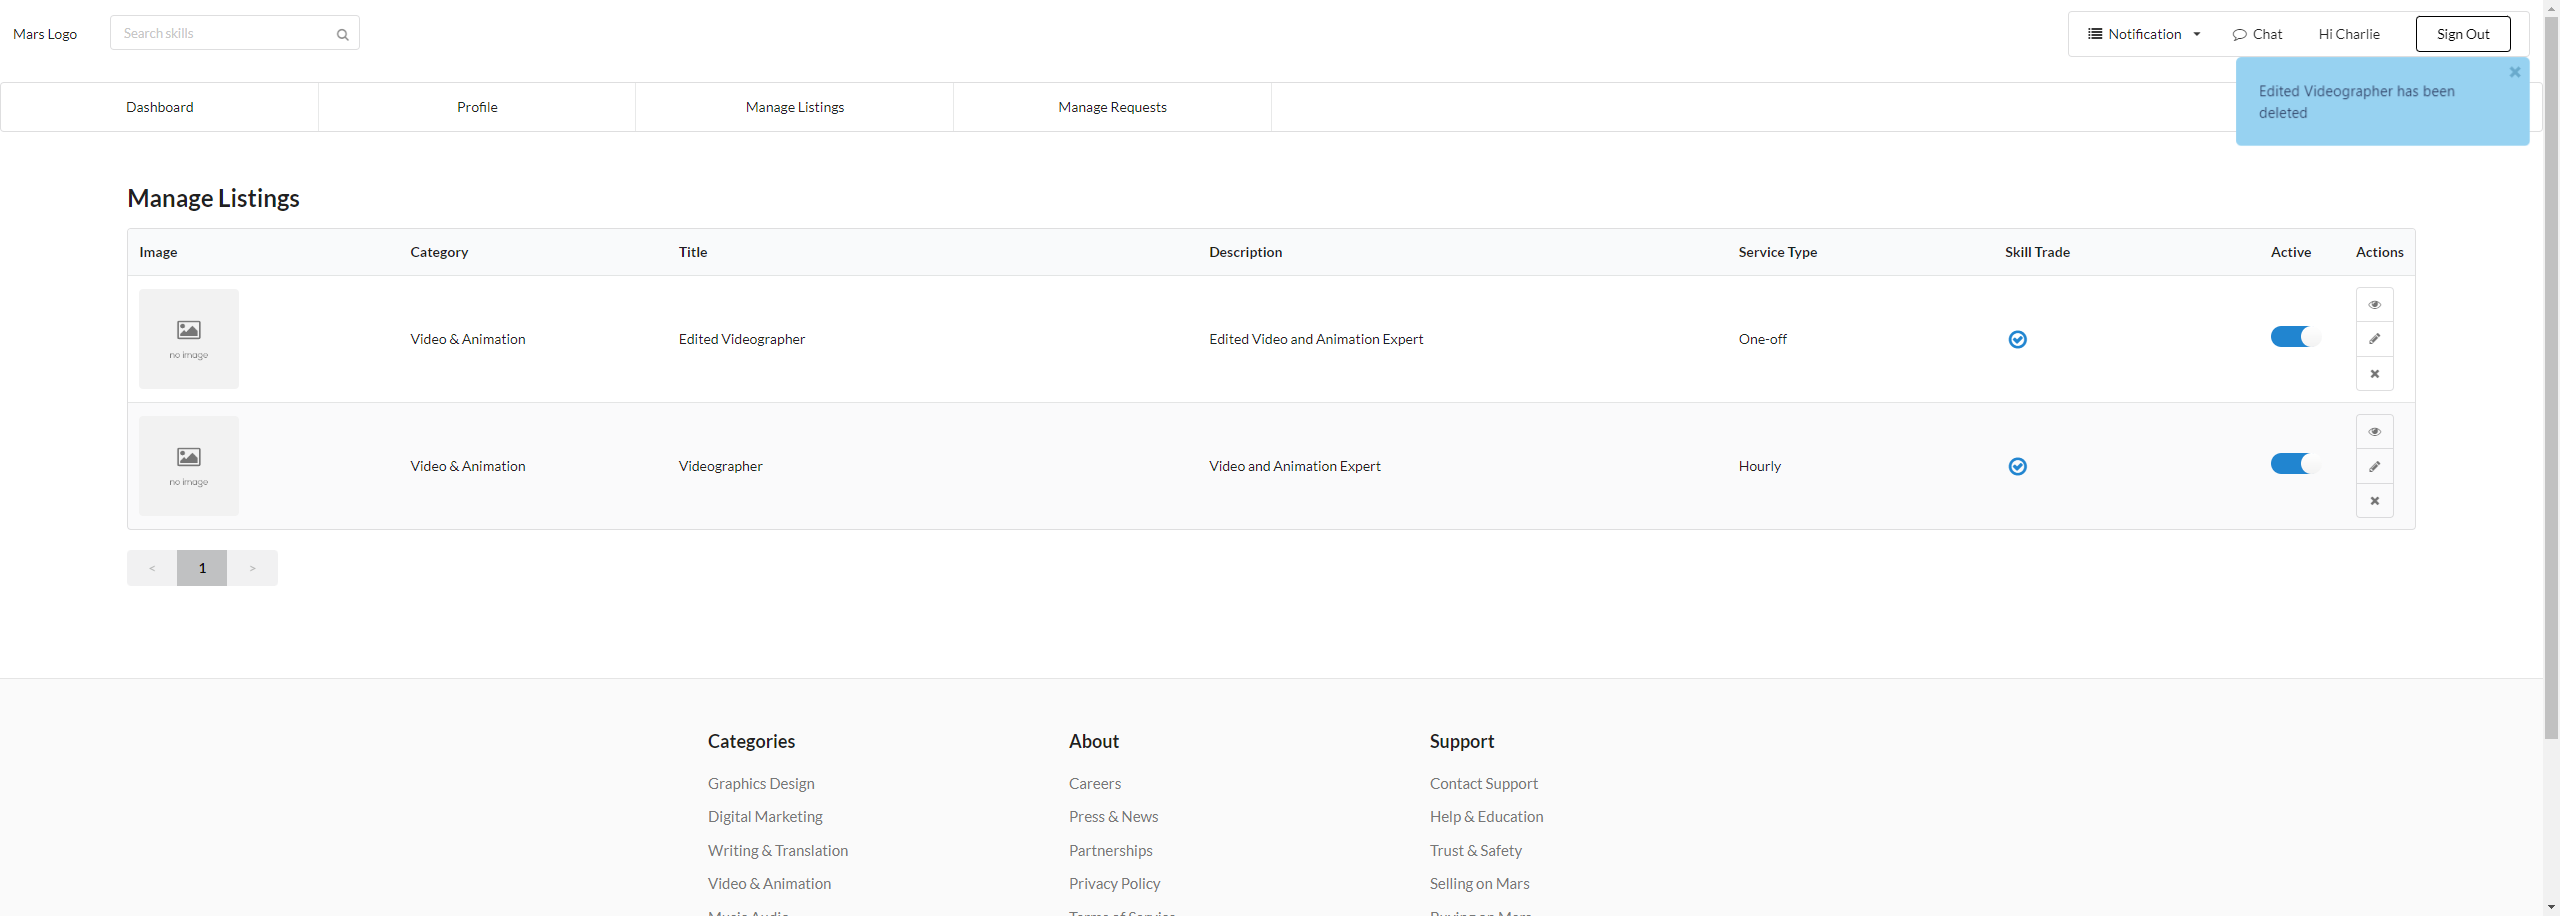 Mars Logo
Search skills
Notification
Chat
Hi Charlie
Sign Out
Edited Videographer has been
deleted
Dashboard
Profile
Manage Listings
Manage Requests
Manage Listings
Image
Category
Title
Description
Service Type
Skill Trade
Active
Actions
no image
Video & Animation
Edited Videographer
Edited Video and Animation Expert
One-off
no image
Video & Animation
Videographer
Video and Animation Expert
Hourly
< 1 >
Categories
About
Support
Graphics Design
Careers
Contact Support
Digital Marketing
Press & News
Help & Education
Writing & Translation
Partnerships
Trust & Safety
Video & Animation
Privacy Policy
Selling on Mars